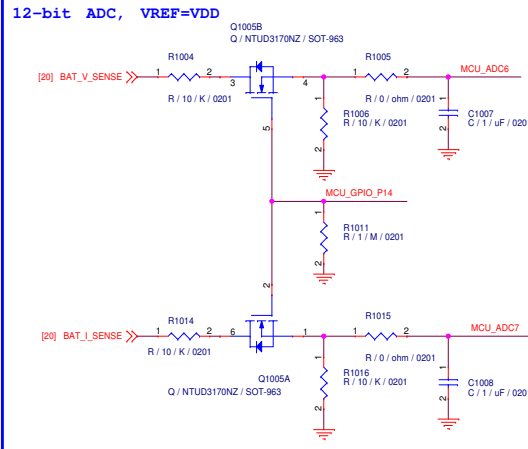 12-bit ADC, VREF=VDD
Q1005B
Q / NTUD3170NZ / SOT-963
R1004
R1005
[20] BAT_V_SENSE
1
2
3
4
1
2
MCU_ADC6
R / 10 / K / 0201
R / 0 / ohm / 0201
5
1
R1006
R / 10 / K / 0201
2
1
C1007
C / 1 / uF / 020
2
MCU_GPIO_P14
1
R1011
R / 1 / M / 0201
2
2
R1014
R1015
[20] BAT_I_SENSE
1
2
6
1
1
2
MCU_ADC7
R / 10 / K / 0201
R / 0 / ohm / 0201
Q1005A
Q / NTUD3170NZ / SOT-963
1
R1016
R / 10 / K / 0201
2
1
C1008
C / 1 / uF / 020
2